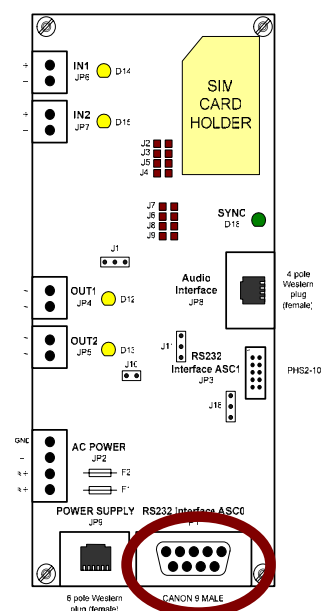 IN1
JP6
D14
SIM
CARD
HOLDER
IN2
JP7
D15
J2
J3
J5
J4
J7
J6
J8
J9
SYNC
D18
J1
Audio
Interface
JP8
4 pole
Western
plug
(female)
OUT1
JP4
D12
OUT2
JP5
D13
J11
RS232
Interface ASC1
JP3
PHS2-10
J10
GND
AC POWER
JP2
F2
F1
POWER SUPPLY
JP9
RS232 Interface ASC0
6 pole Western
plug (female)
CANON 9 MALE